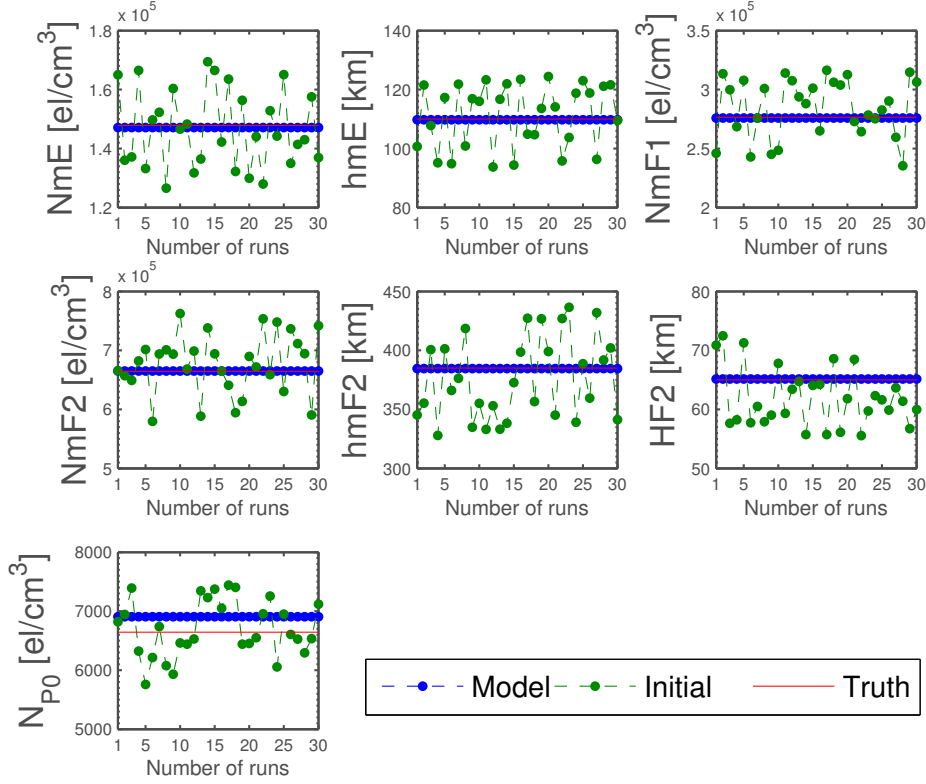 x 10^5
NmE [el/cm^3]
1.8
1.6
1.4
1.2
1 5 10 15 20 25 30
Number of runs
hmE [km]
140
120
100
80
1 5 10 15 20 25 30
Number of runs
x 10^5
NmF1 [el/cm^3]
3.5
3
2.5
2
1 5 10 15 20 25 30
Number of runs
x 10^5
NmF2 [el/cm^3]
8
7
6
5
1 5 10 15 20 25 30
Number of runs
hmF2 [km]
450
400
350
300
1 5 10 15 20 25 30
Number of runs
HF2 [km]
80
70
60
50
1 5 10 15 20 25 30
Number of runs
N_P0 [el/cm^3]
8000
7000
6000
5000
1 5 10 15 20 25 30
Number of runs
Model Initial Truth